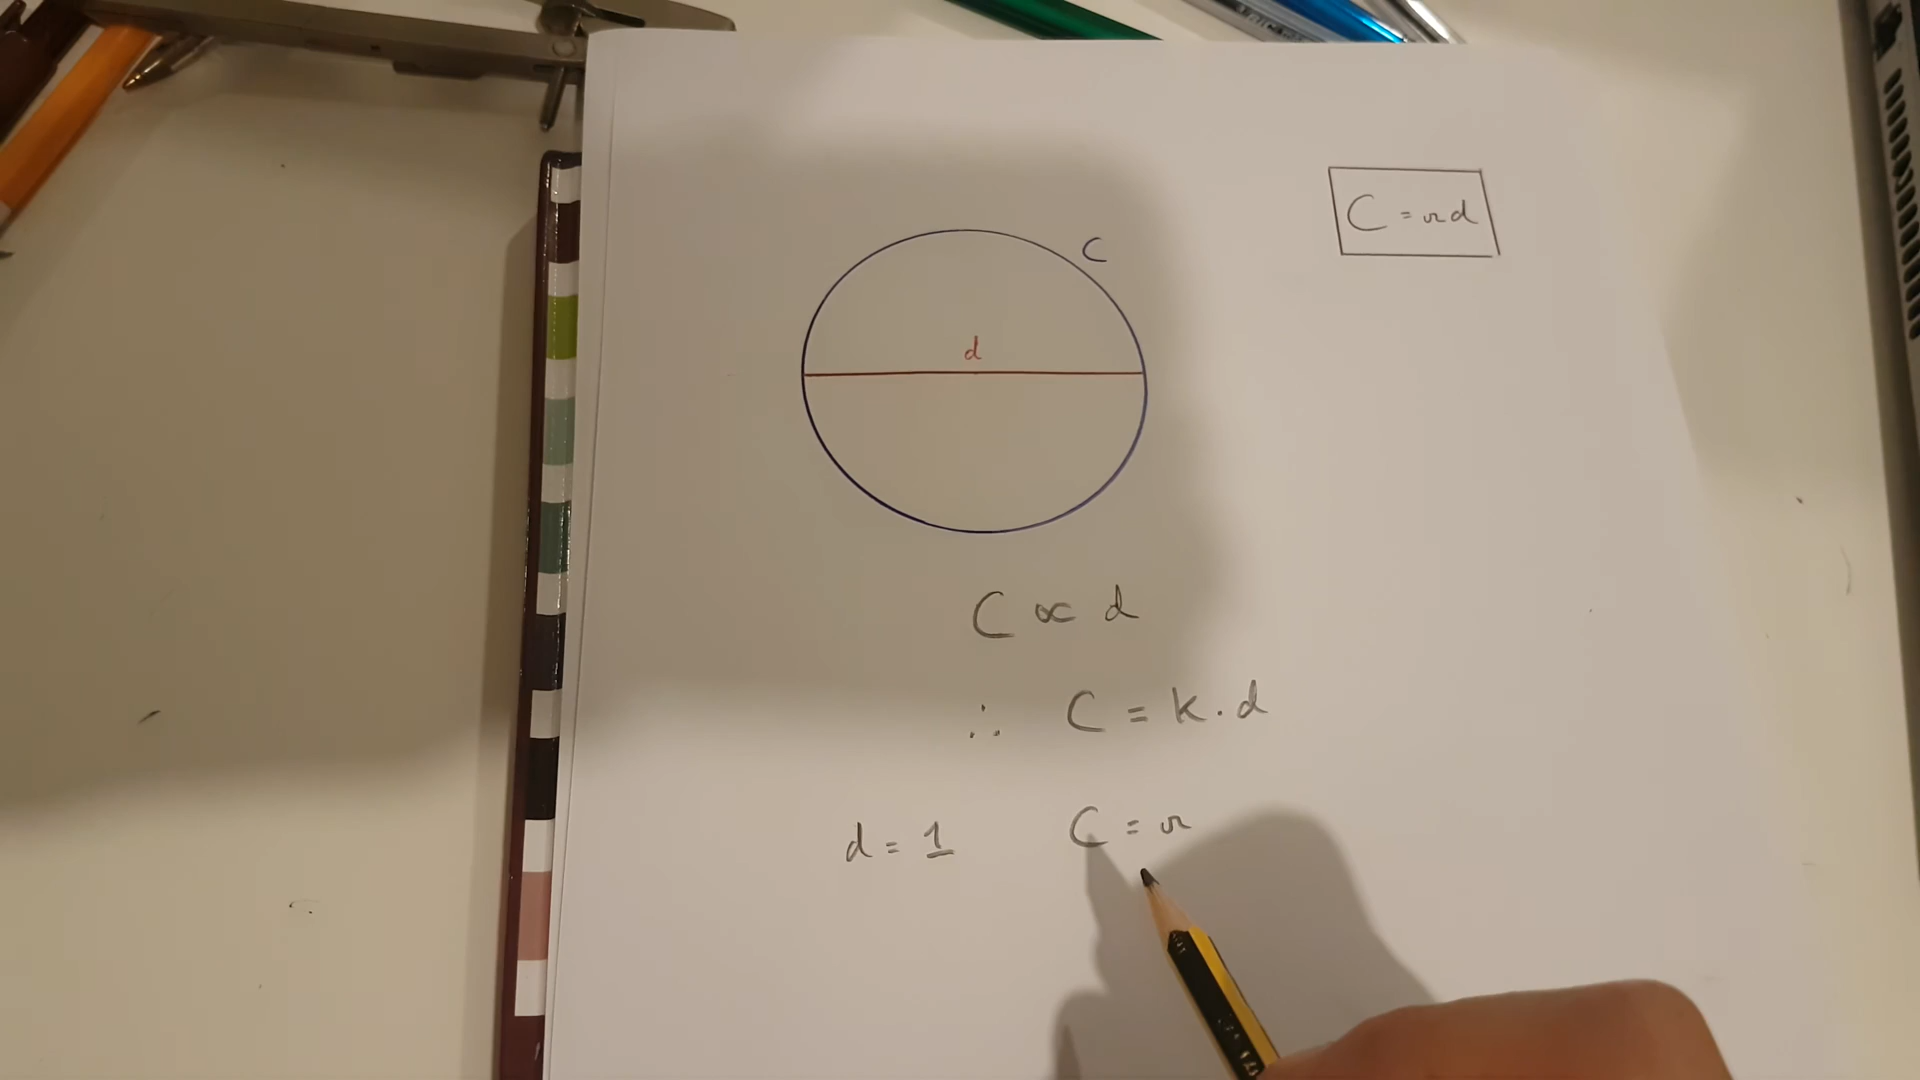 C = πd
C
d
C ∝ d
∴ C = k.d
d = 1 C = π